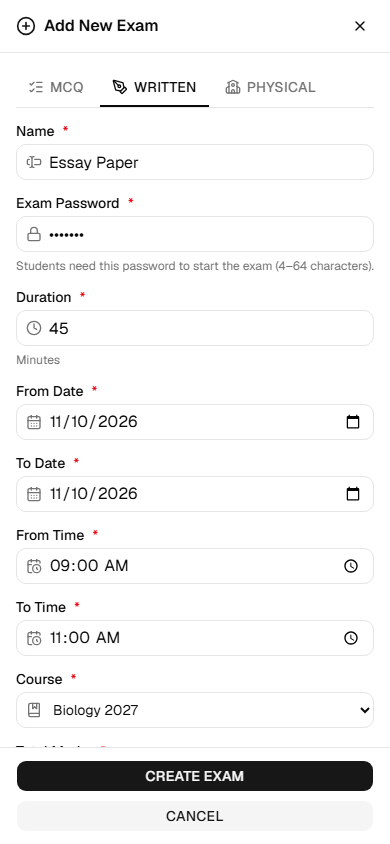 Add New Exam
MCQ WRITTEN PHYSICAL
Name *
Essay Paper
Exam Password *
•••••••
Students need this password to start the exam (4–64 characters).
Duration *
45
Minutes
From Date *
11/10/2026
To Date *
11/10/2026
From Time *
09:00 AM
To Time *
11:00 AM
Course *
Biology 2027
CREATE EXAM
CANCEL